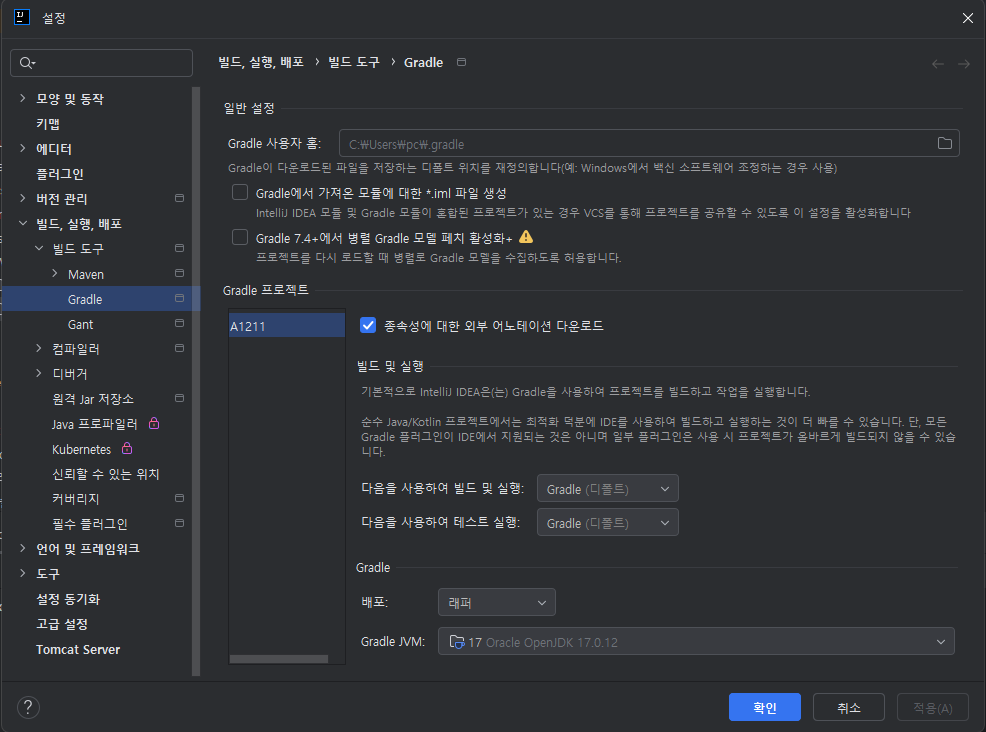 설정
빌드, 실행, 배포 › 빌드 도구 › Gradle
모양 및 동작
키맵
에디터
플러그인
버전 관리
빌드, 실행, 배포
빌드 도구
Maven
Gradle
Gant
컴파일러
디버거
원격 Jar 저장소
Java 프로파일러
Kubernetes
신뢰할 수 있는 위치
커버리지
필수 플러그인
언어 및 프레임워크
도구
설정 동기화
고급 설정
Tomcat Server
일반 설정
Gradle 사용자 홈: C:₩Users₩pc₩.gradle
Gradle이 다운로드된 파일을 저장하는 디폴트 위치를 재정의합니다(예: Windows에서 백신 소프트웨어 조정하는 경우 사용)
Gradle에서 가져온 모듈에 대한 *.iml 파일 생성
IntelliJ IDEA 모듈 및 Gradle 모듈이 혼합된 프로젝트가 있는 경우 VCS를 통해 프로젝트를 공유할 수 있도록 이 설정을 활성화합니다
Gradle 7.4+에서 병렬 Gradle 모델 페치 활성화+
프로젝트를 다시 로드할 때 병렬로 Gradle 모델을 수집하도록 허용합니다.
Gradle 프로젝트
A1211
종속성에 대한 외부 어노테이션 다운로드
빌드 및 실행
기본적으로 IntelliJ IDEA은(는) Gradle을 사용하여 프로젝트를 빌드하고 작업을 실행합니다.
순수 Java/Kotlin 프로젝트에서는 최적화 덕분에 IDE를 사용하여 빌드하고 실행하는 것이 더 빠를 수 있습니다. 단, 모든
Gradle 플러그인이 IDE에서 지원되는 것은 아니며 일부 플러그인은 사용 시 프로젝트가 올바르게 빌드되지 않을 수 있습
니다.
다음을 사용하여 빌드 및 실행: Gradle (디폴트)
다음을 사용하여 테스트 실행: Gradle (디폴트)
Gradle
배포: 래퍼
Gradle JVM: 17 Oracle OpenJDK 17.0.12
?
확인
취소
적용(A)